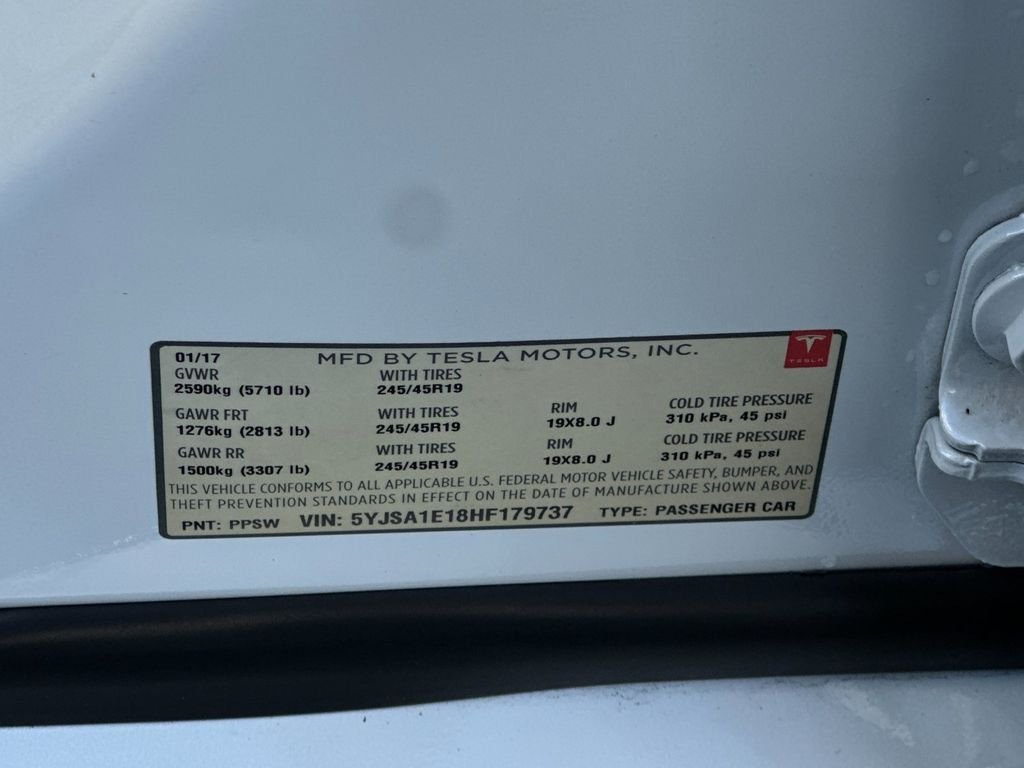 01/17 MFD BY TESLA MOTORS, INC.
TESLA
GVWR WITH TIRES
2590kg (5710 lb) 245/45R19
GAWR FRT WITH TIRES RIM COLD TIRE PRESSURE
1276kg (2813 lb) 245/45R19 19X8.0 J 310 kPa, 45 psi
GAWR RR WITH TIRES RIM COLD TIRE PRESSURE
1500kg (3307 lb) 245/45R19 19X8.0 J 310 kPa, 45 psi
THIS VEHICLE CONFORMS TO ALL APPLICABLE U.S. FEDERAL MOTOR VEHICLE SAFETY, BUMPER, AND
THEFT PREVENTION STANDARDS IN EFFECT ON THE DATE OF MANUFACTURE SHOWN ABOVE.
PNT: PPSW VIN: 5YJSA1E18HF179737 TYPE: PASSENGER CAR